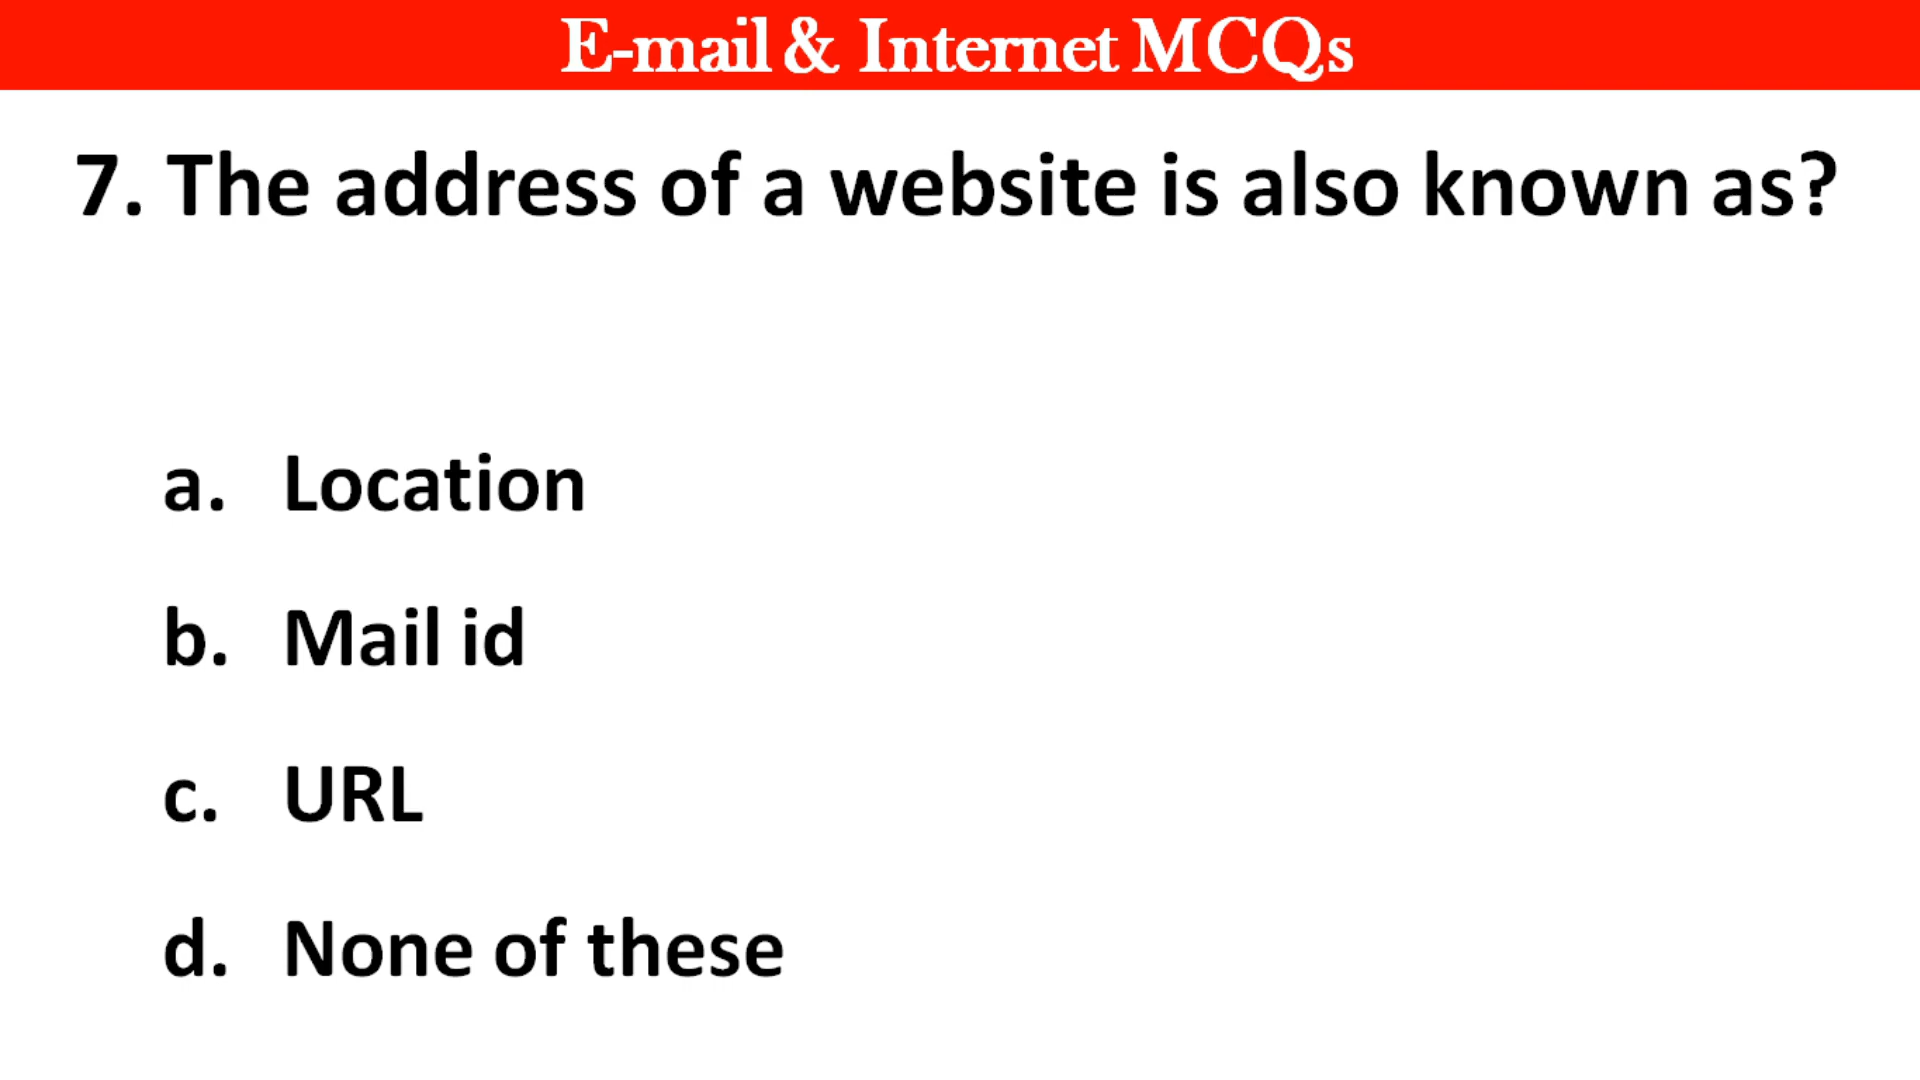 E-mail & Internet MCQs
7. The address of a website is also known as?
a. Location
b. Mail id
c. URL
d. None of these